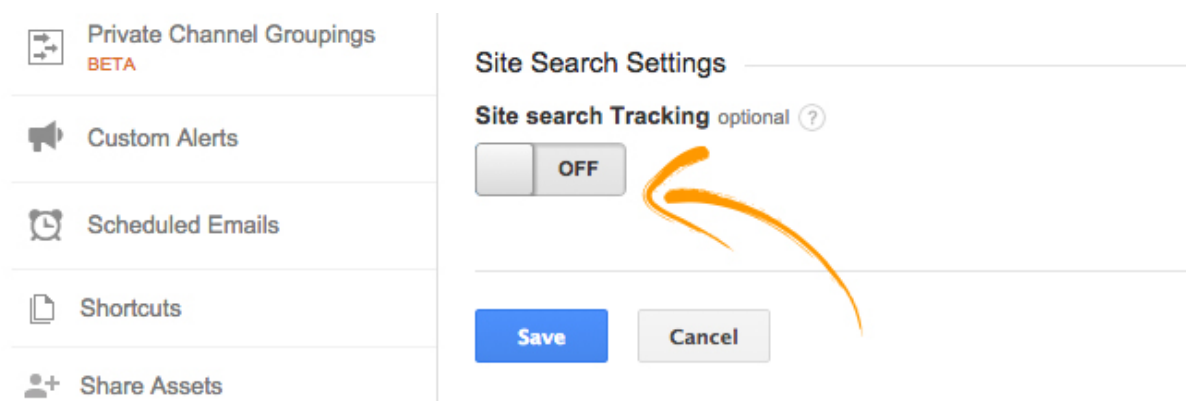 Private Channel Groupings
BETA
Custom Alerts
Scheduled Emails
Shortcuts
Share Assets
Site Search Settings
Site search Tracking optional ?
OFF
Save
Cancel